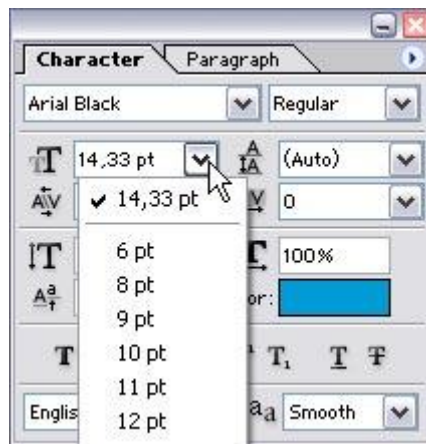 Character Paragraph
Arial Black Regular
14,33 pt (Auto)
14,33 pt 0
6 pt 100%
8 pt or:
9 pt
10 pt
11 pt
12 pt
Englis aa Smooth